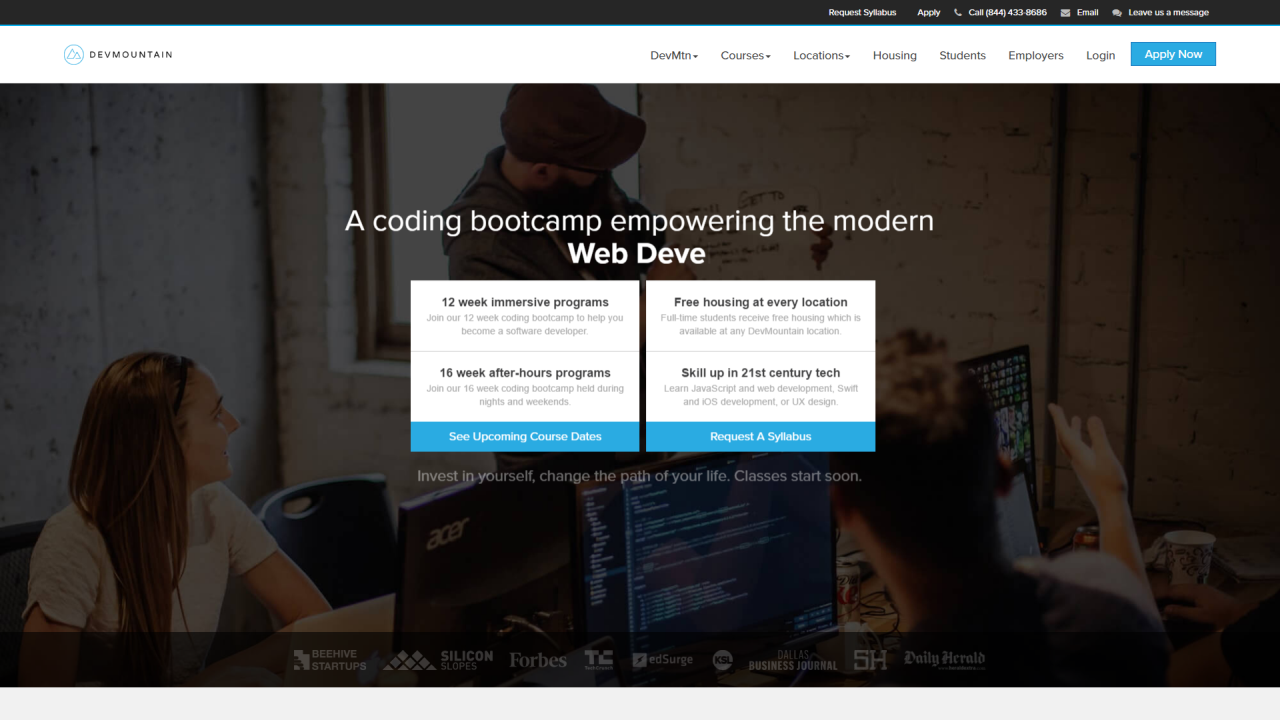 Request Syllabus Apply Call (844) 433-8686 Email Leave us a message
DEVMOUNTAIN
DevMtn Courses Locations Housing Students Employers Login Apply Now
A coding bootcamp empowering the modern
Web Deve
12 week immersive programs
Join our 12 week coding bootcamp to help you
become a software developer.
16 week after-hours programs
Join our 16 week coding bootcamp held during
nights and weekends.
See Upcoming Course Dates
Free housing at every location
Full-time students receive free housing which is
available at any DevMountain location.
Skill up in 21st century tech
Learn JavaScript and web development, Swift
and iOS development, or UX design.
Request A Syllabus
Invest in yourself, change the path of your life. Classes start soon.
acer
BEEHIVE
STARTUPS
SILICON
SLOPES
Forbes
TC
TechCrunch
edSurge
KSL
DALLAS
BUSINESS JOURNAL
SH
Daily Herald